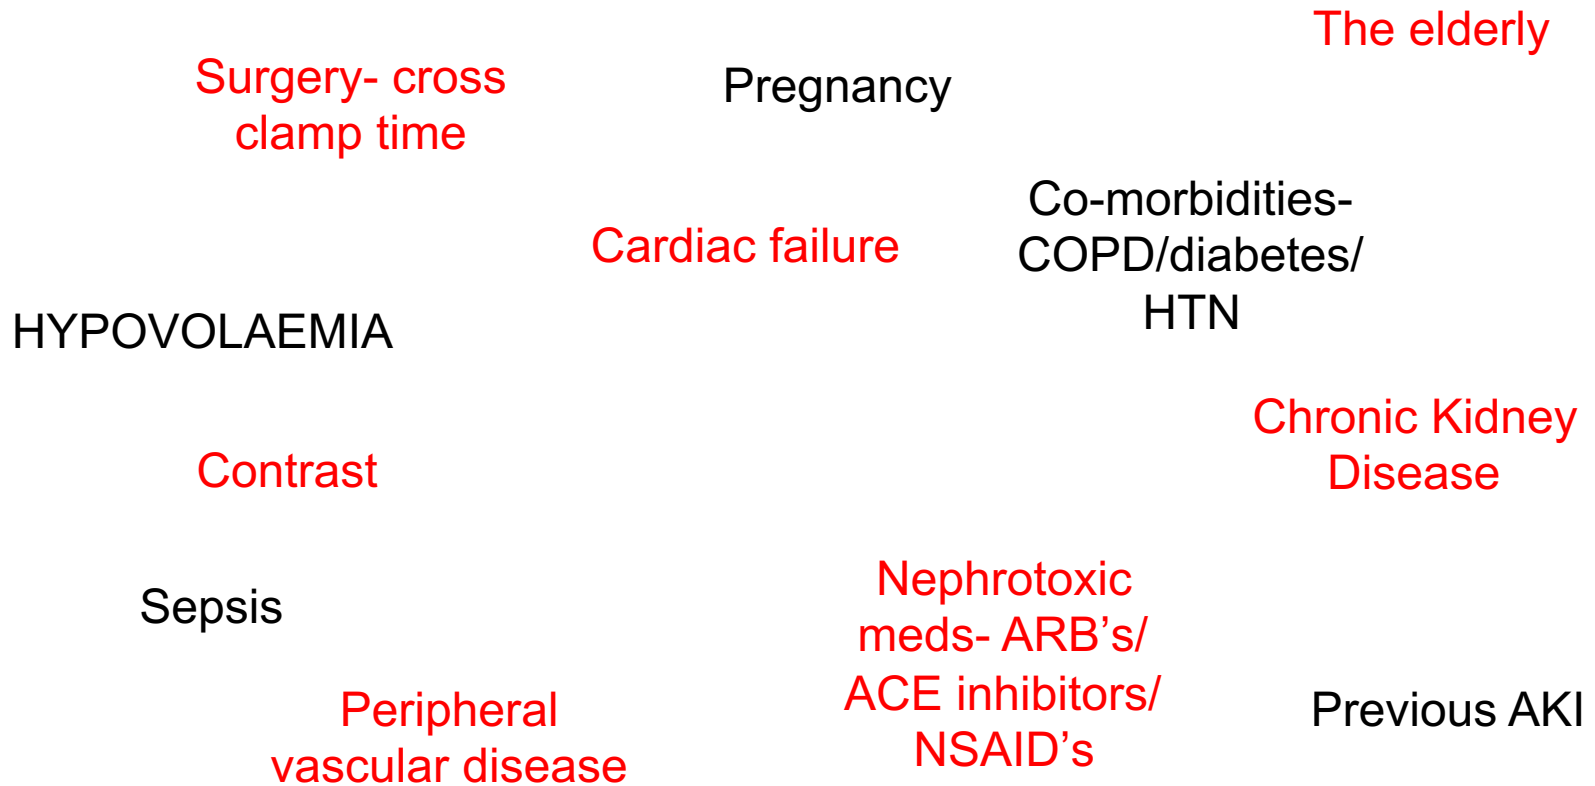 The elderly
Surgery- cross
clamp time
Pregnancy
Co-morbidities-
COPD/diabetes/
HTN
Cardiac failure
HYPOVOLAEMIA
Chronic Kidney
Disease
Contrast
Nephrotoxic
meds- ARB’s/
ACE inhibitors/
NSAID’s
Sepsis
Peripheral
vascular disease
Previous AKI